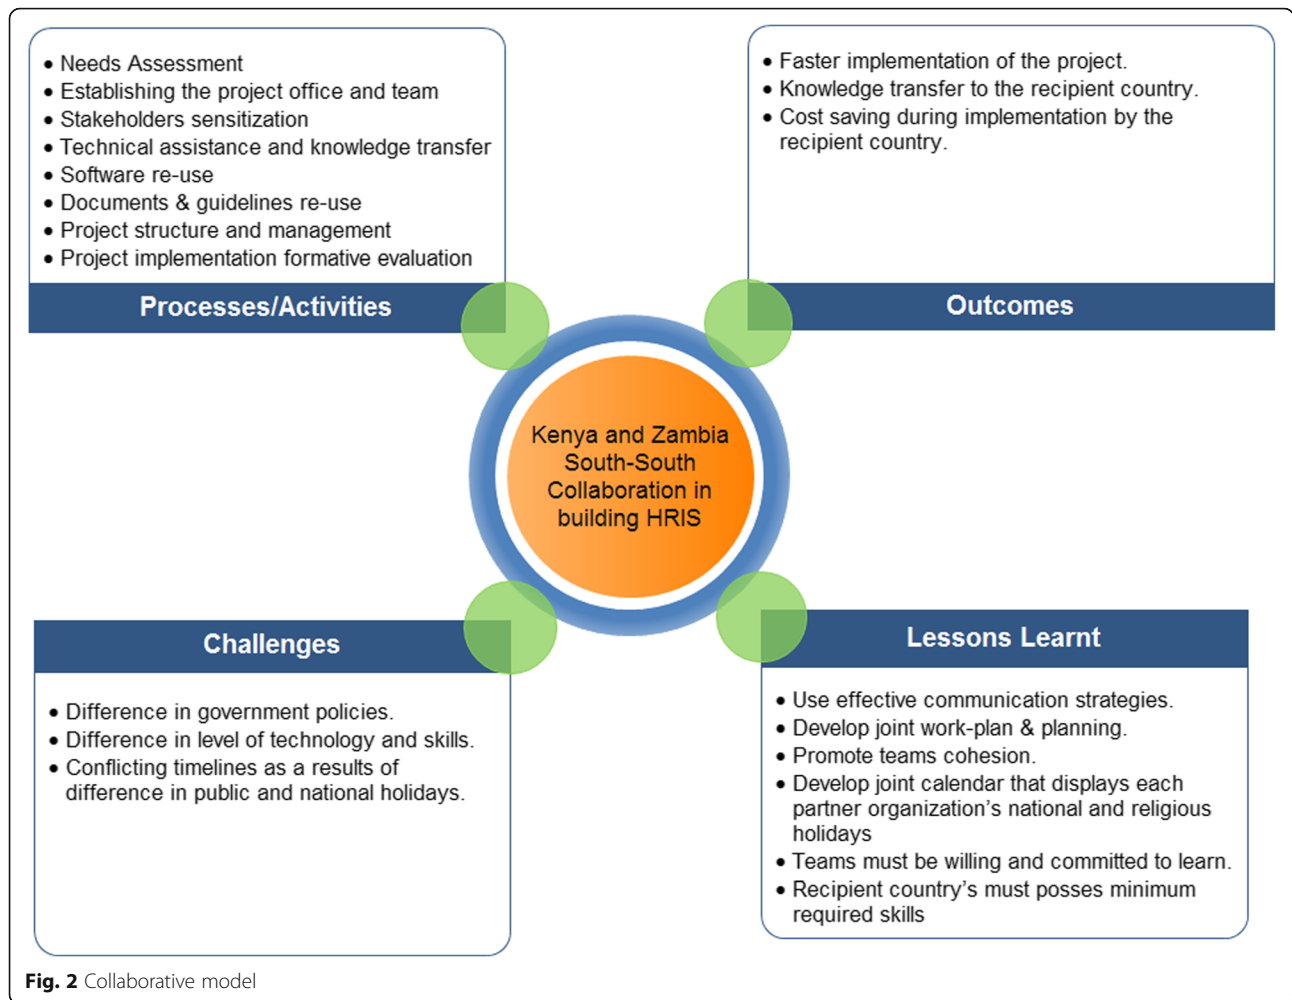 • Needs Assessment
• Establishing the project office and team
• Stakeholders sensitization
• Technical assistance and knowledge transfer
• Software re-use
• Documents & guidelines re-use
• Project structure and management
• Project implementation formative evaluation
Processes/Activities
• Faster implementation of the project.
• Knowledge transfer to the recipient country.
• Cost saving during implementation by the
recipient country.
Outcomes
Kenya and Zambia
South-South
Collaboration in
building HRIS
Challenges
• Difference in government policies.
• Difference in level of technology and skills.
• Conflicting timelines as a results of
difference in public and national holidays.
Lessons Learnt
• Use effective communication strategies.
• Develop joint work-plan & planning.
• Promote teams cohesion.
• Develop joint calendar that displays each
partner organization's national and religious
holidays
• Teams must be willing and committed to learn.
• Recipient country's must posses minimum
required skills
Fig. 2 Collaborative model